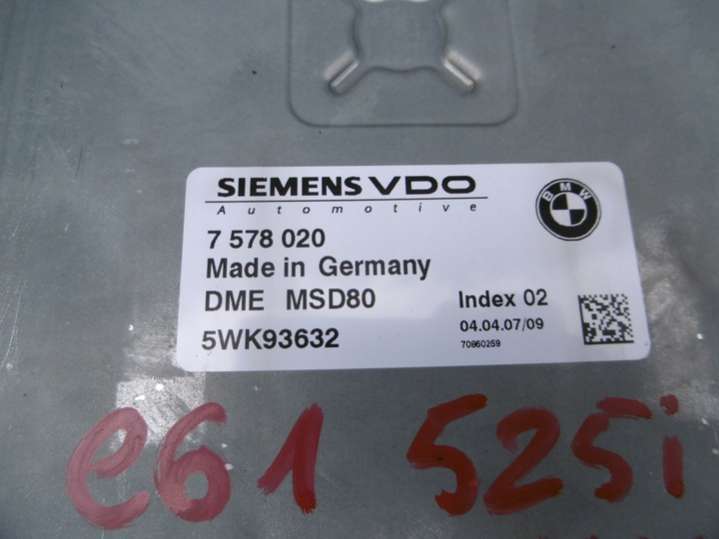 SIEMENS VDO
Automotive
BMW
7 578 020
Made in Germany
DME MSD80 Index 02
5WK93632 04.04.07/09
70860259
e61 525i